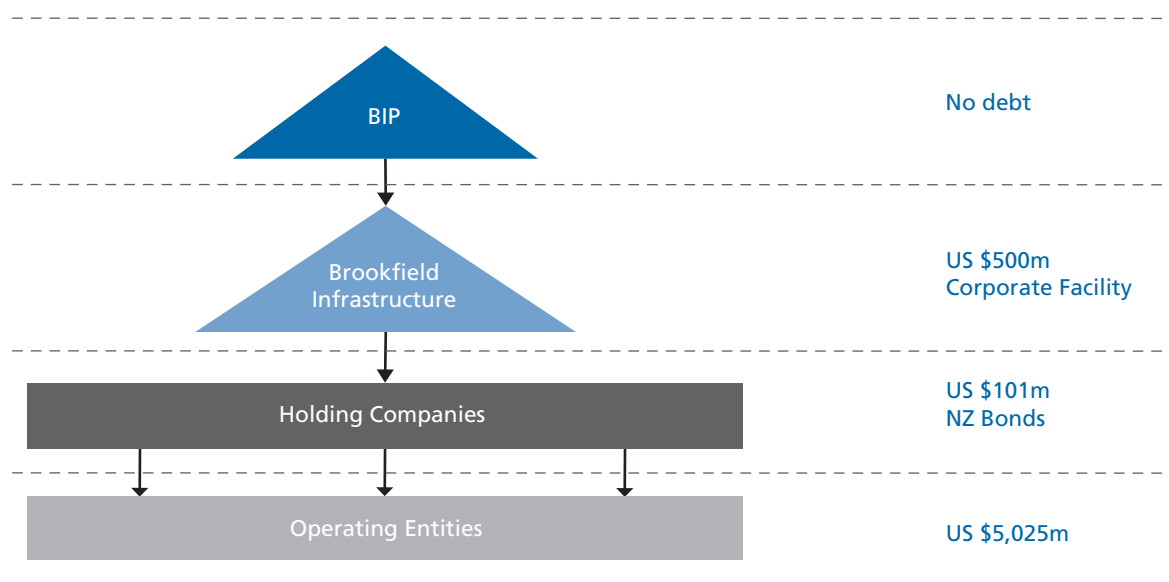 BIP
No debt
Brookfield
Infrastructure
US $500m
Corporate Facility
Holding Companies
US $101m
NZ Bonds
Operating Entities
US $5,025m